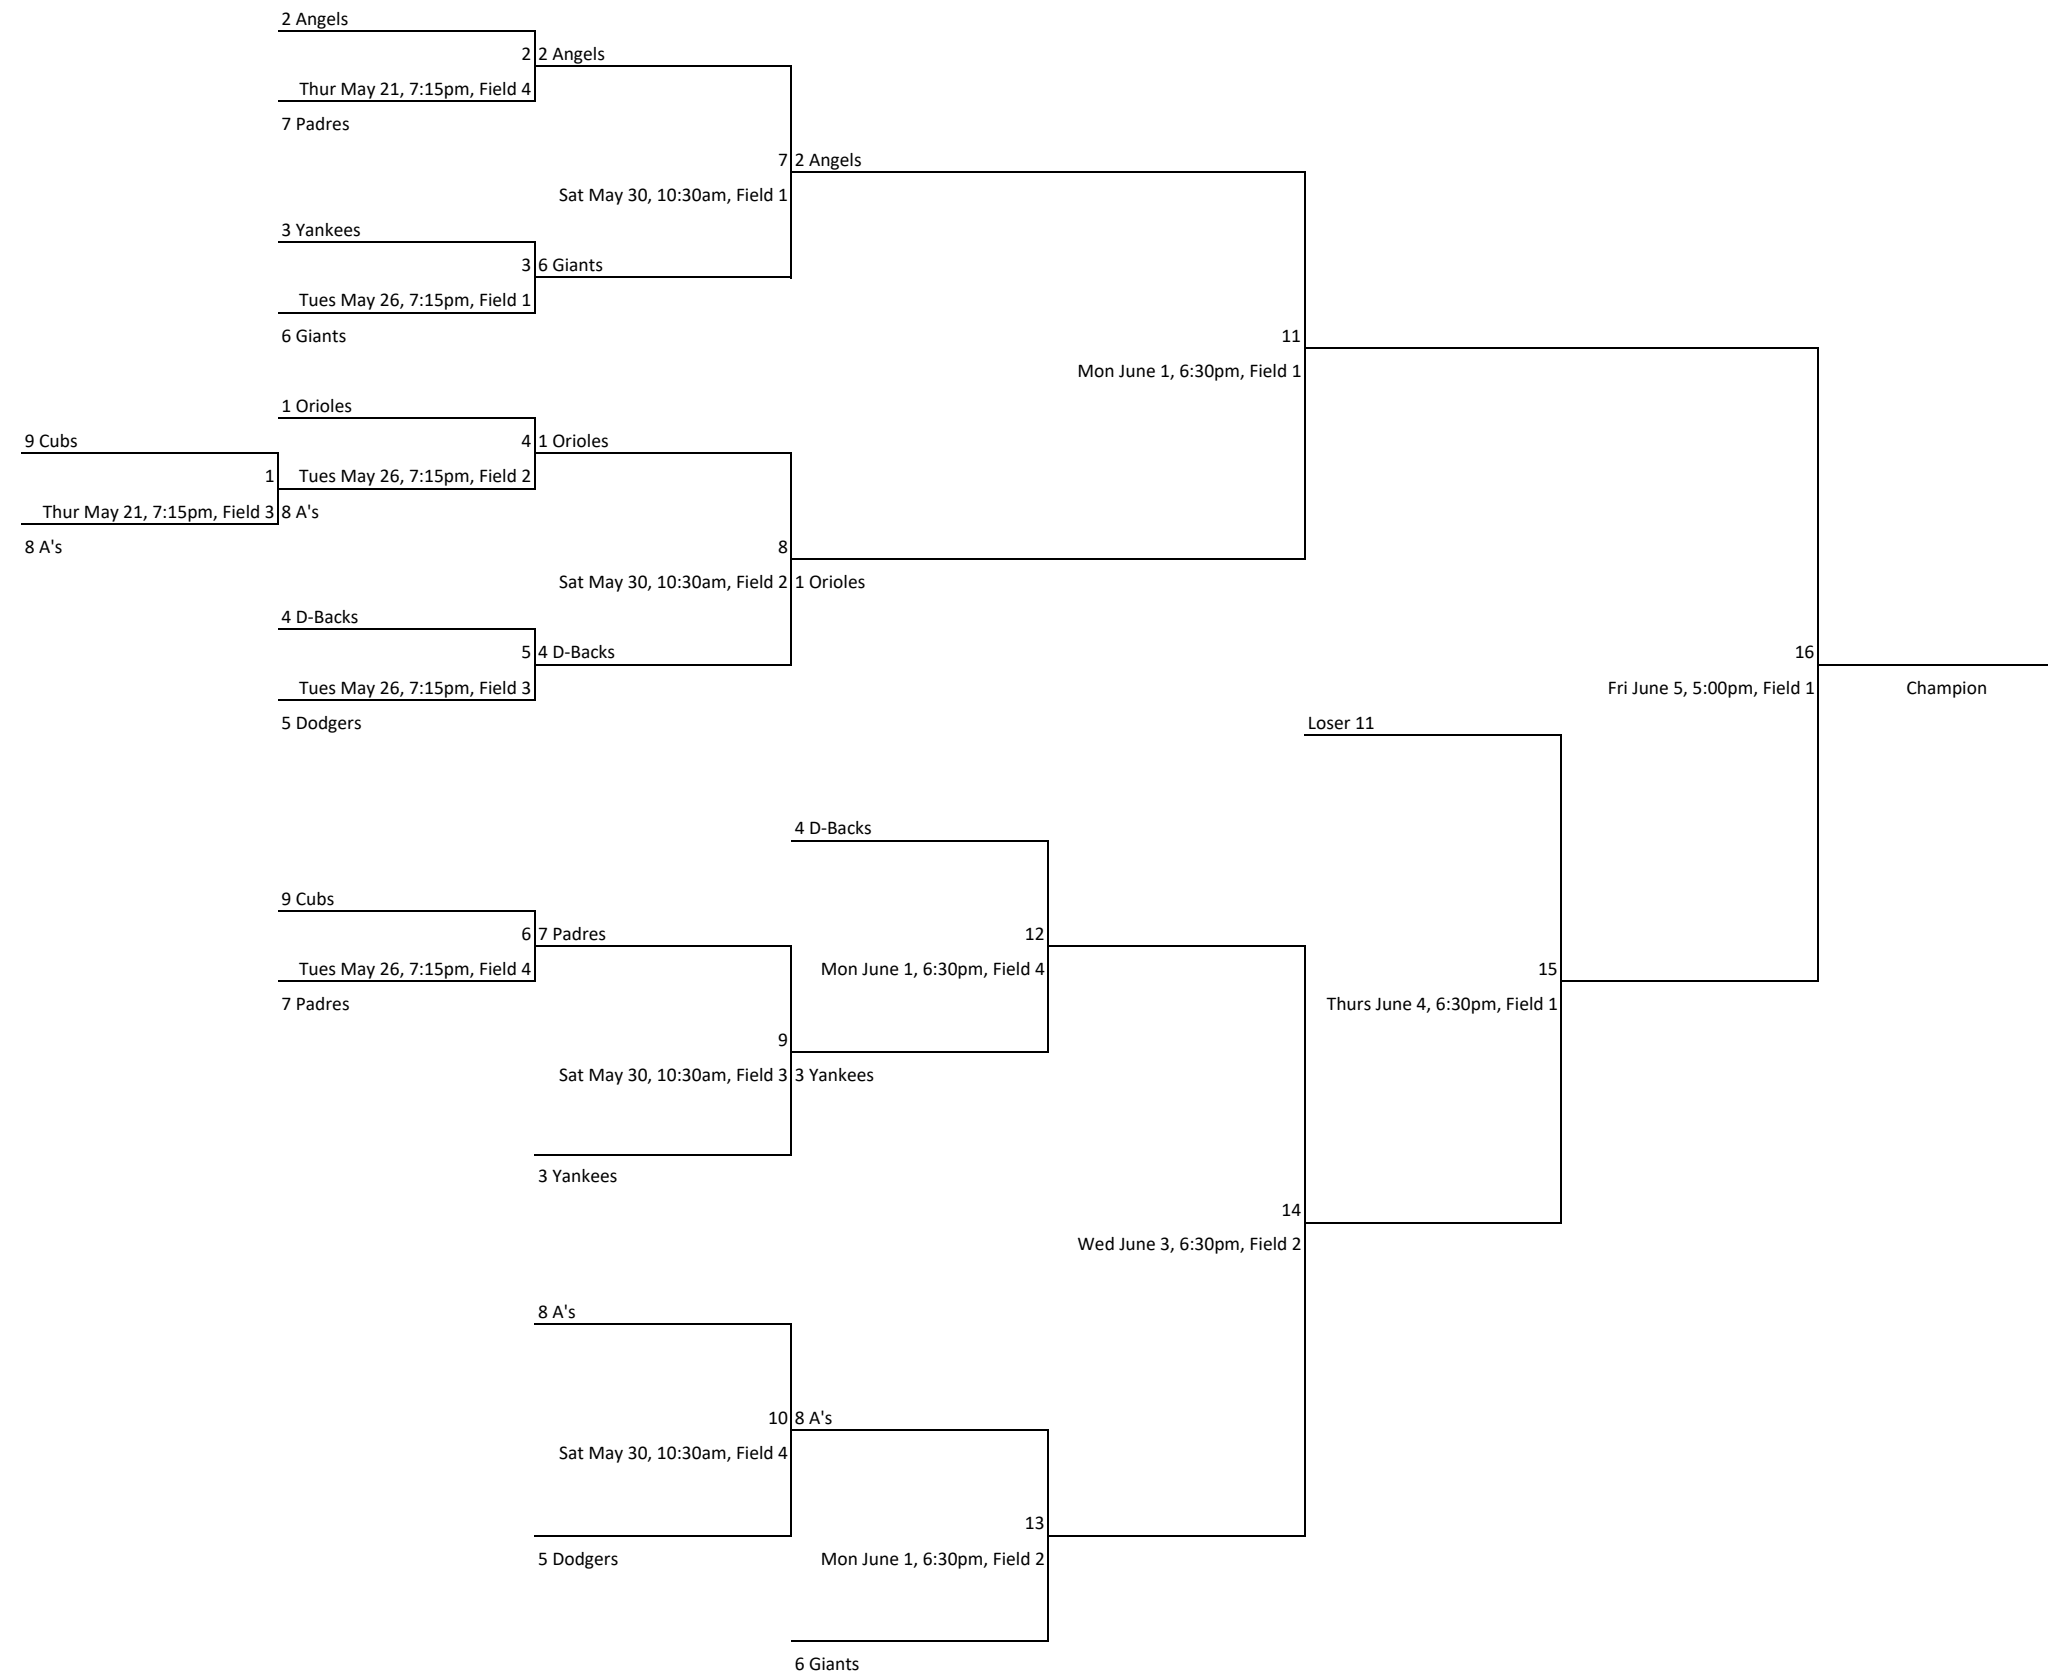 2 Angels
2 2 Angels
Thur May 21, 7:15pm, Field 4
7 Padres
7 2 Angels
Sat May 30, 10:30am, Field 1
3 Yankees
3 6 Giants
Tues May 26, 7:15pm, Field 1
6 Giants
11
Mon June 1, 6:30pm, Field 1
1 Orioles
9 Cubs
4 1 Orioles
1
Tues May 26, 7:15pm, Field 2
Thur May 21, 7:15pm, Field 3 8 A's
8 A's
8
Sat May 30, 10:30am, Field 2 1 Orioles
4 D-Backs
5 4 D-Backs
16
Tues May 26, 7:15pm, Field 3
Fri June 5, 5:00pm, Field 1
Champion
5 Dodgers
Loser 11
4 D-Backs
9 Cubs
6 7 Padres
12
Tues May 26, 7:15pm, Field 4
Mon June 1, 6:30pm, Field 4
15
7 Padres
Thurs June 4, 6:30pm, Field 1
9
Sat May 30, 10:30am, Field 3 3 Yankees
3 Yankees
14
Wed June 3, 6:30pm, Field 2
8 A's
10 8 A's
Sat May 30, 10:30am, Field 4
13
5 Dodgers
Mon June 1, 6:30pm, Field 2
6 Giants